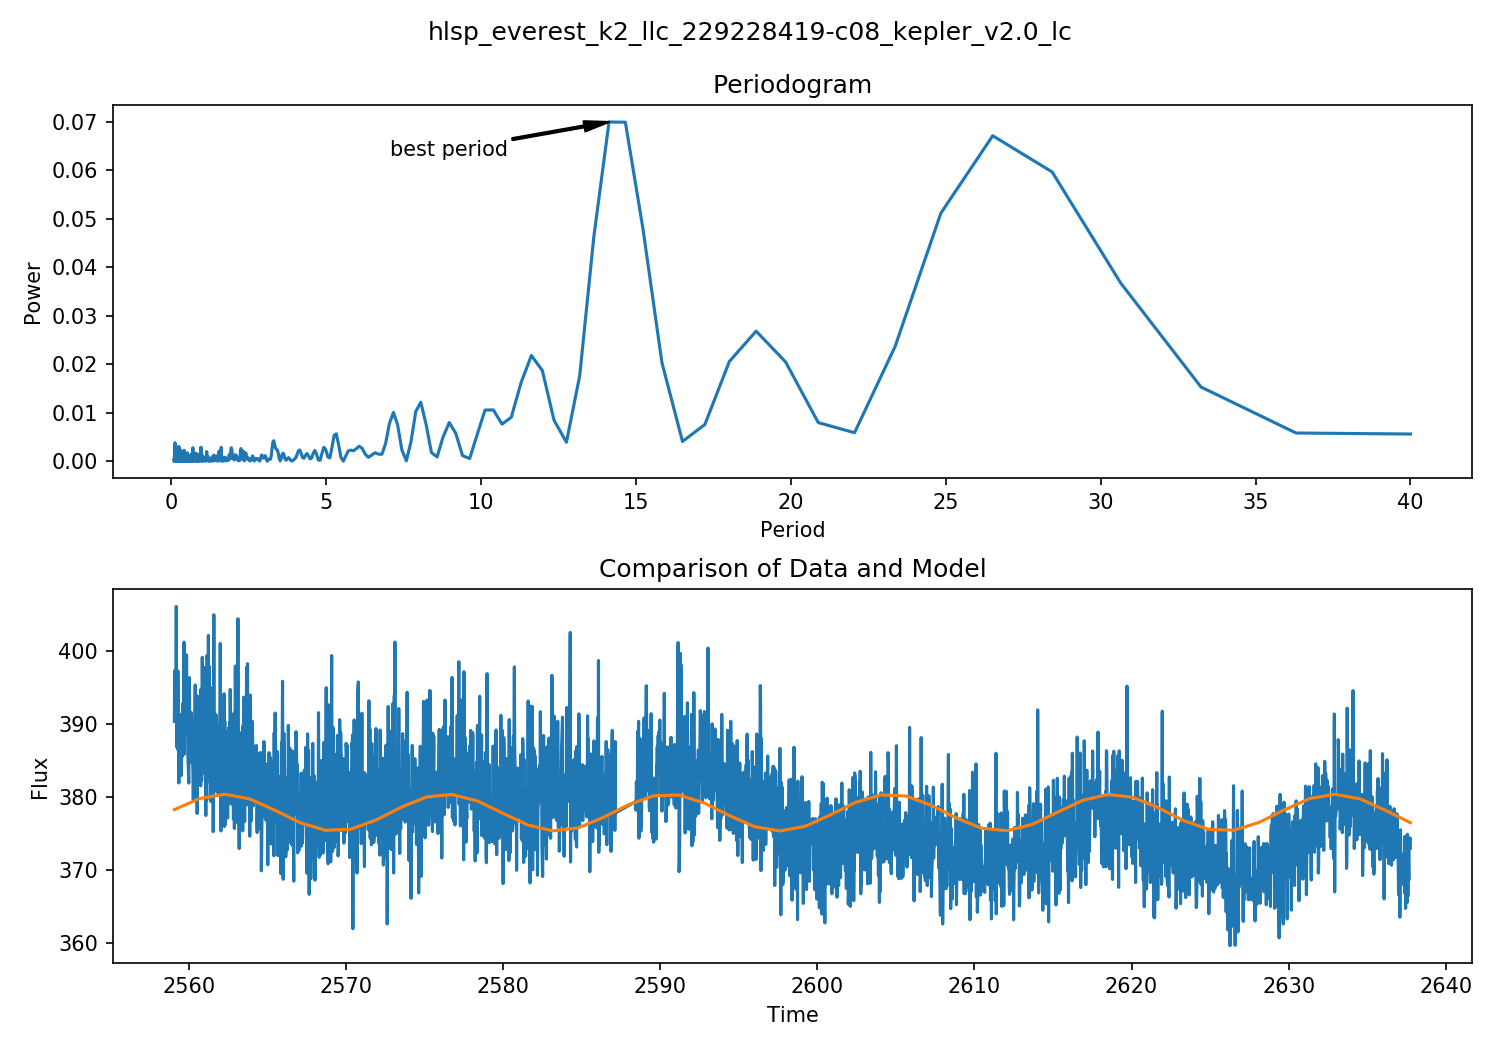 hlsp_everest_k2_llc_229228419-c08_kepler_v2.0_lc
Periodogram
0.07
0.06
0.05
0.04
0.03
0.02
0.01
0.00
Power
best period
0 5 10 15 20 25 30 35 40
Period
Comparison of Data and Model
400
390
380
370
360
Flux
2560 2570 2580 2590 2600 2610 2620 2630 2640
Time